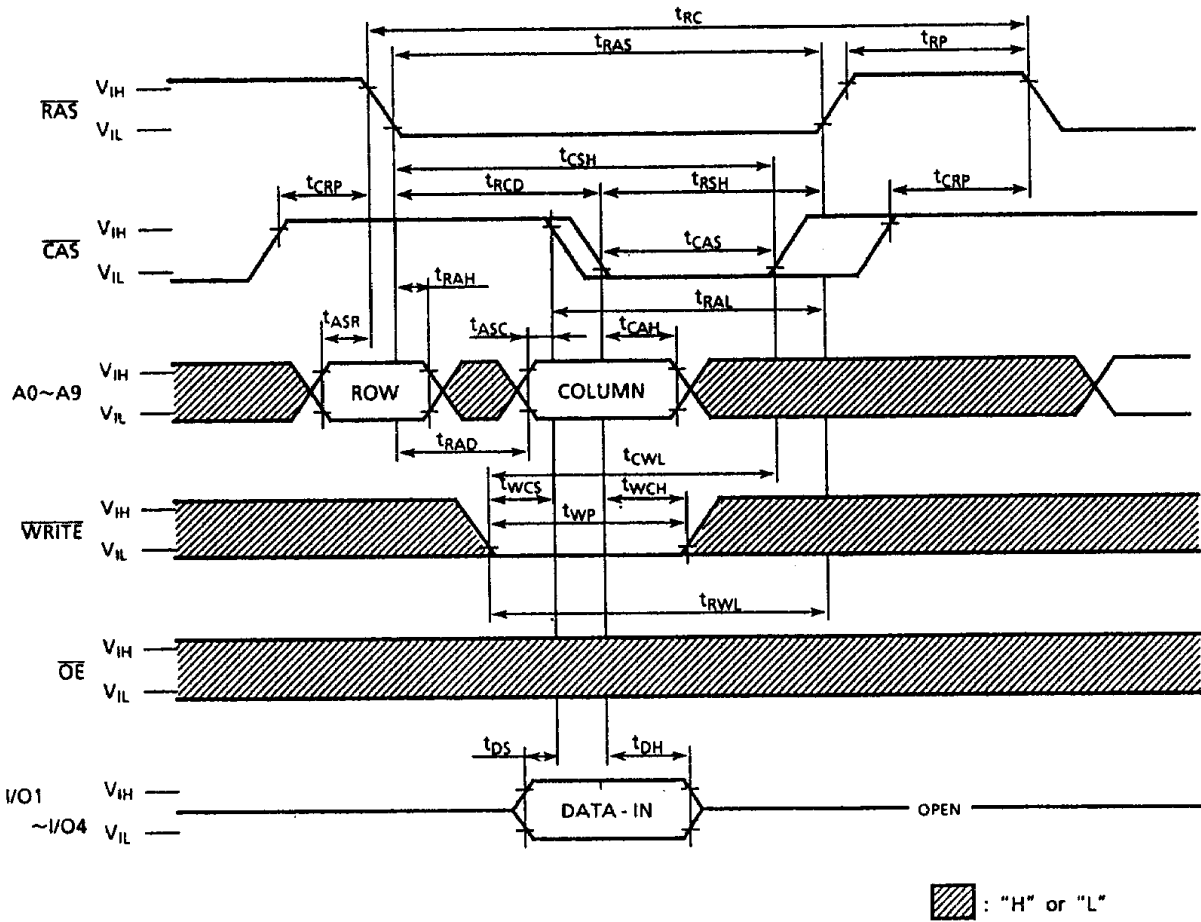 tRC
tRAS
tRP
RAS
VIH
VIL
tCSH
tCRP
tRCD
tRSH
tCRP
CAS
VIH
VIL
tCAS
tRAH
tRAL
tASR
tASC
tCAH
A0~A9
VIH
VIL
ROW
COLUMN
tRAD
tCWL
tWCS
tWCH
WRITE
VIH
VIL
tWP
tRWL
OE
VIH
VIL
tDS
tDH
I/O1
~I/O4
VIH
VIL
DATA - IN
OPEN
: "H" or "L"